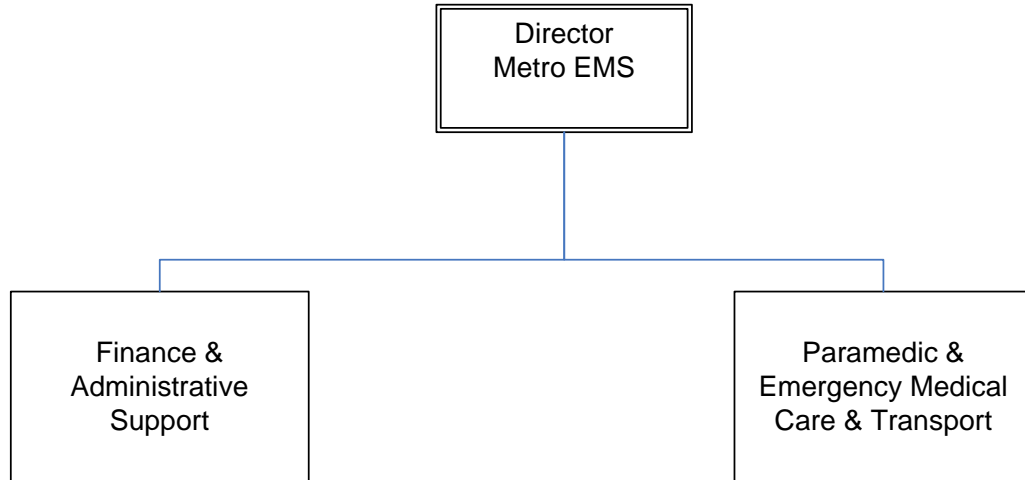 Director
Metro EMS
Finance &
Administrative
Support
Paramedic &
Emergency Medical
Care & Transport